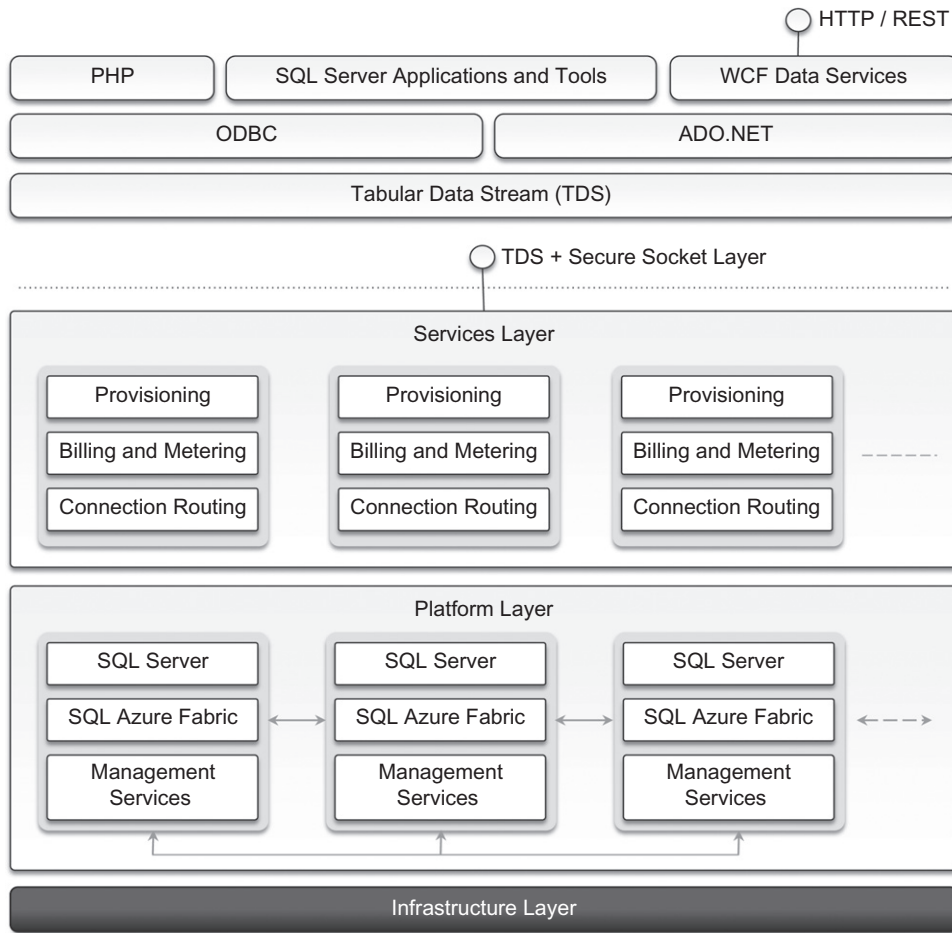 HTTP / REST
PHP
SQL Server Applications and Tools
WCF Data Services
ODBC
ADO.NET
Tabular Data Stream (TDS)
TDS + Secure Socket Layer
Services Layer
Provisioning
Billing and Metering
Connection Routing
Provisioning
Billing and Metering
Connection Routing
Provisioning
Billing and Metering
Connection Routing
Platform Layer
SQL Server
SQL Azure Fabric
Management
Services
SQL Server
SQL Azure Fabric
Management
Services
SQL Server
SQL Azure Fabric
Management
Services
Infrastructure Layer